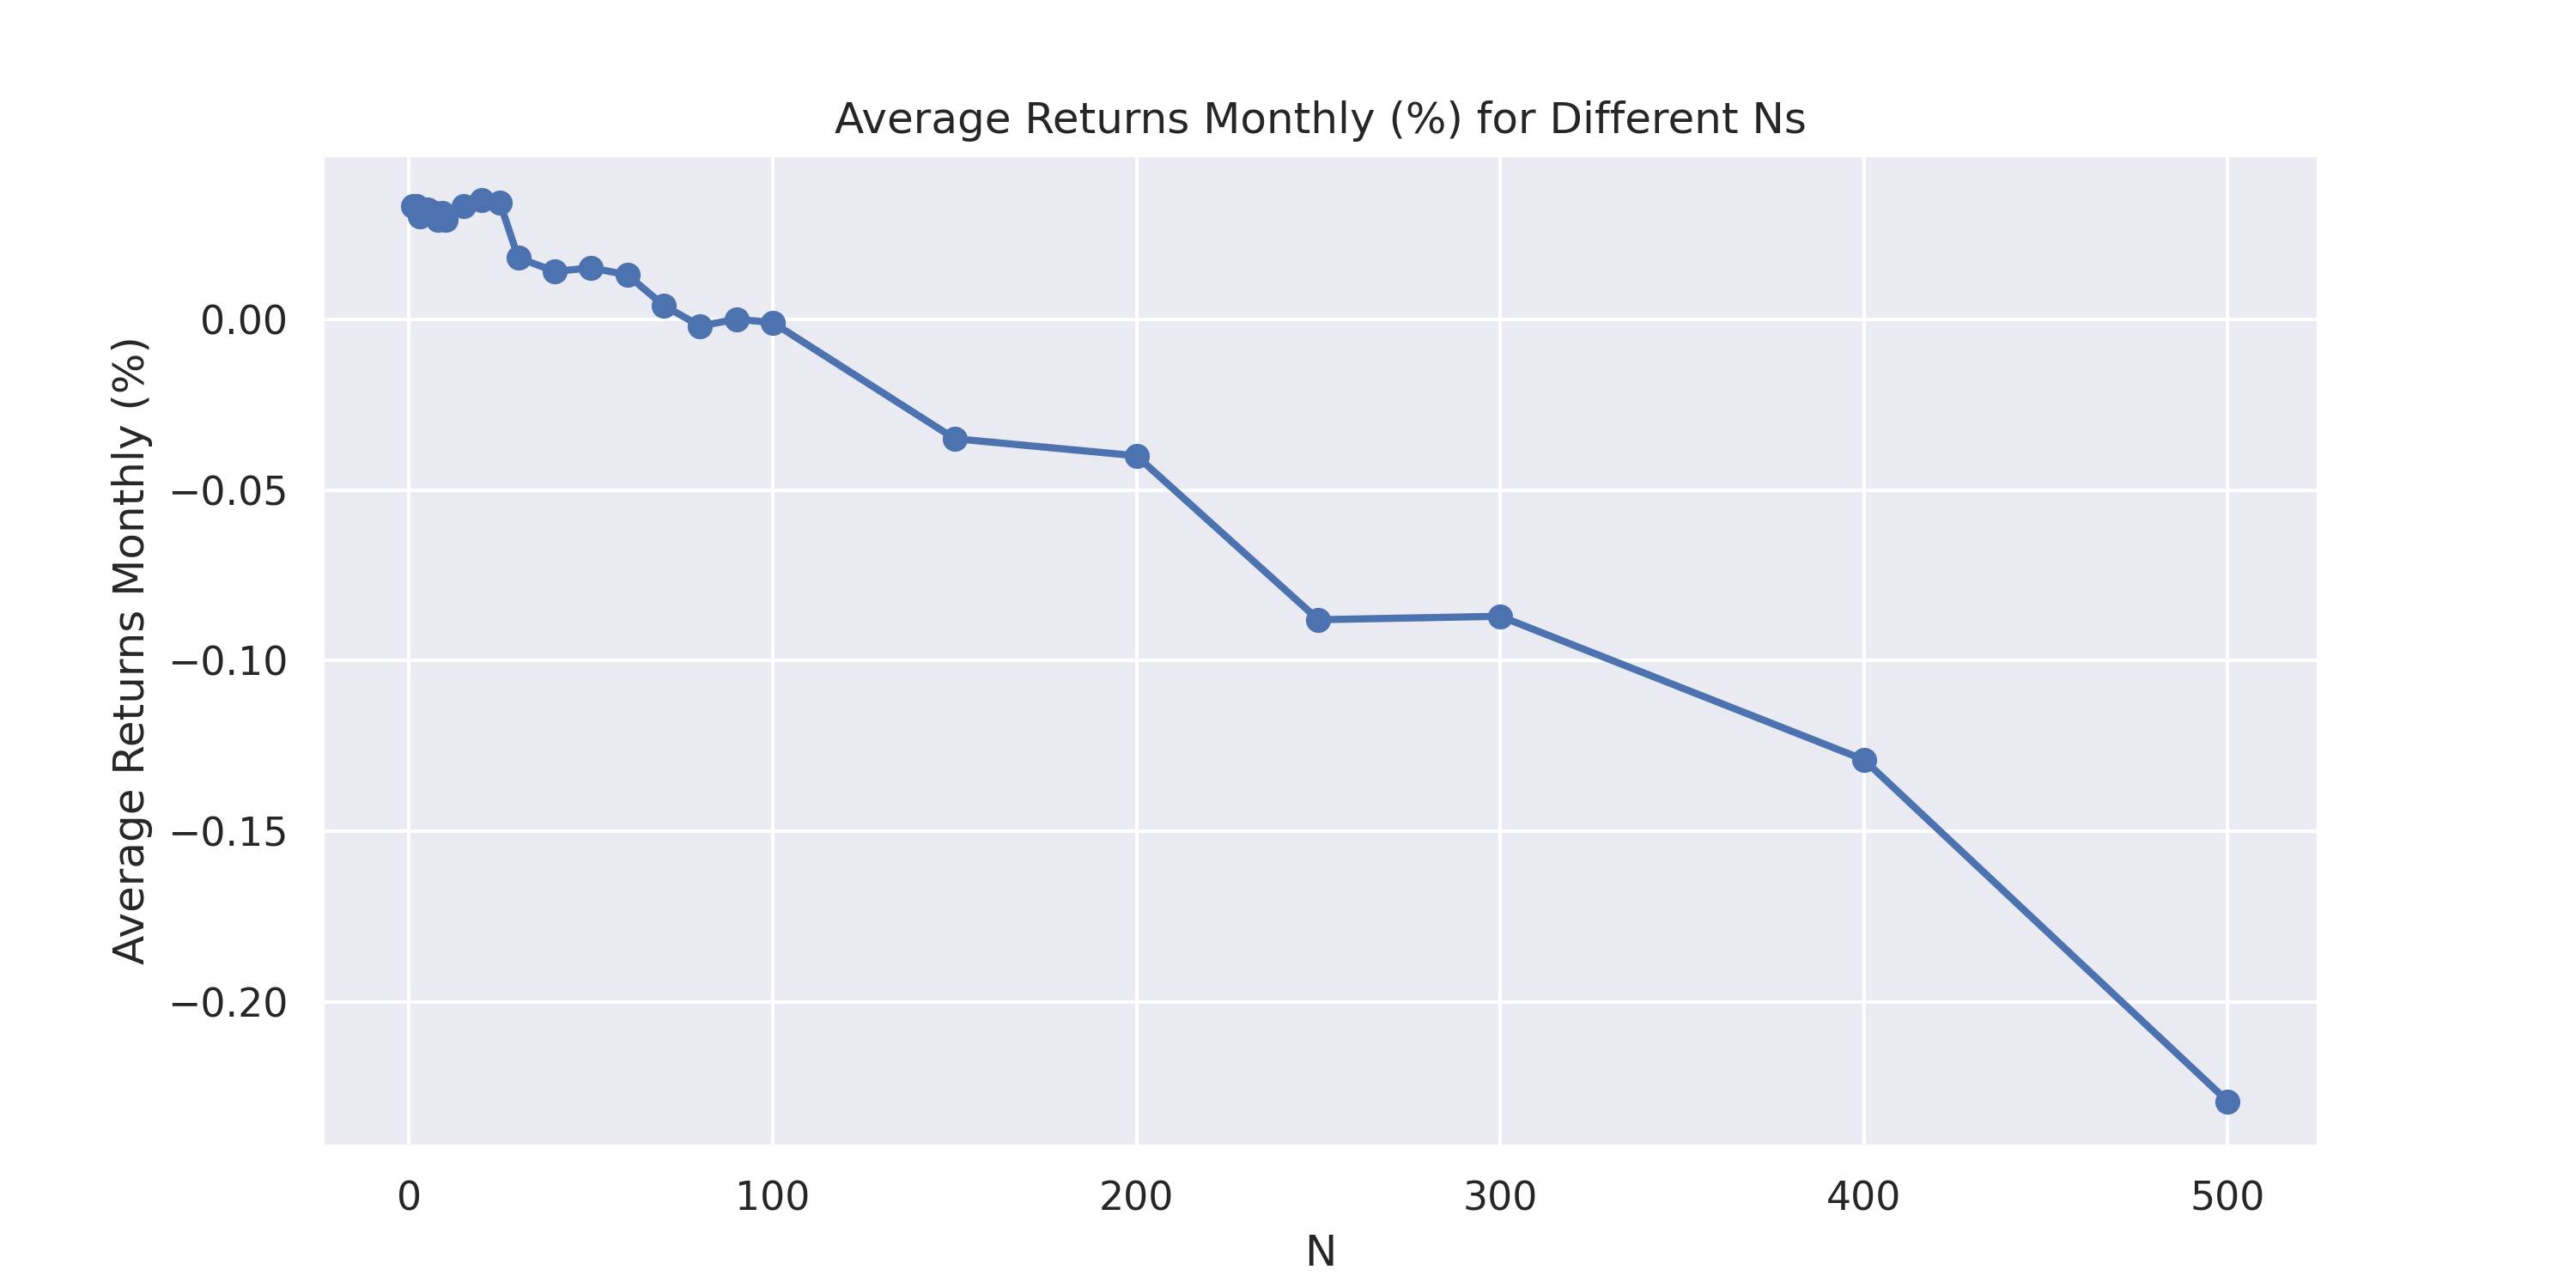 Average Returns Monthly (%) for Different Ns
Average Returns Monthly (%)
0.00
−0.05
−0.10
−0.15
−0.20
0 100 200 300 400 500
N